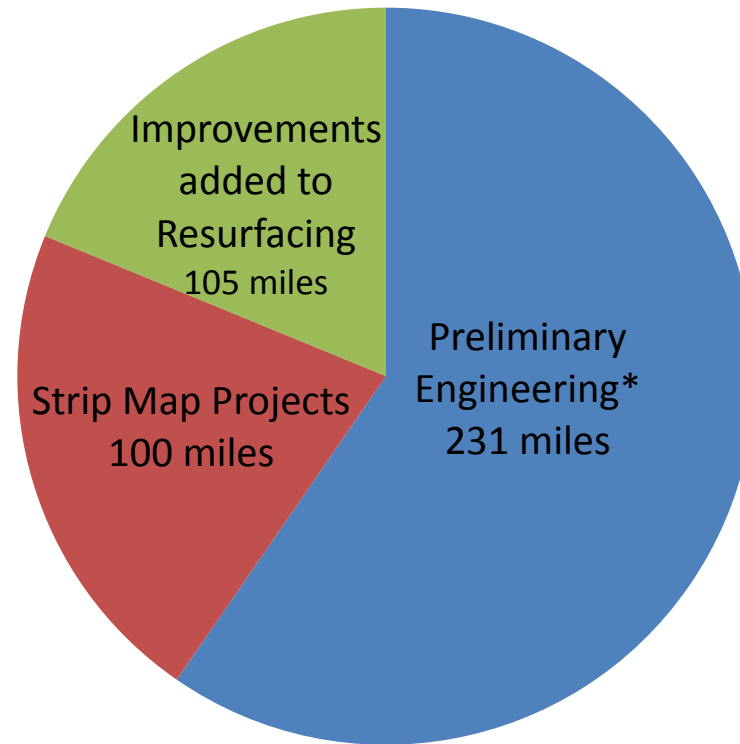 Improvements
added to
Resurfacing
105 miles
Preliminary
Engineering*
231 miles
Strip Map Projects
100 miles